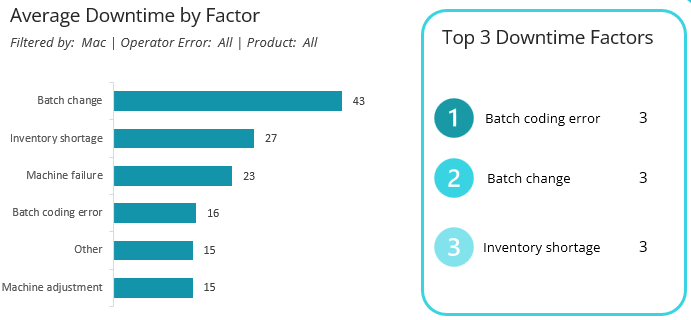 Average Downtime by Factor
Filtered by:  Mac | Operator Error:  All | Product:  All
Batch change 43
Inventory shortage 27
Machine failure 23
Batch coding error 16
Other 15
Machine adjustment 15
Top 3 Downtime Factors
1 Batch coding error 3
2 Batch change 3
3 Inventory shortage 3